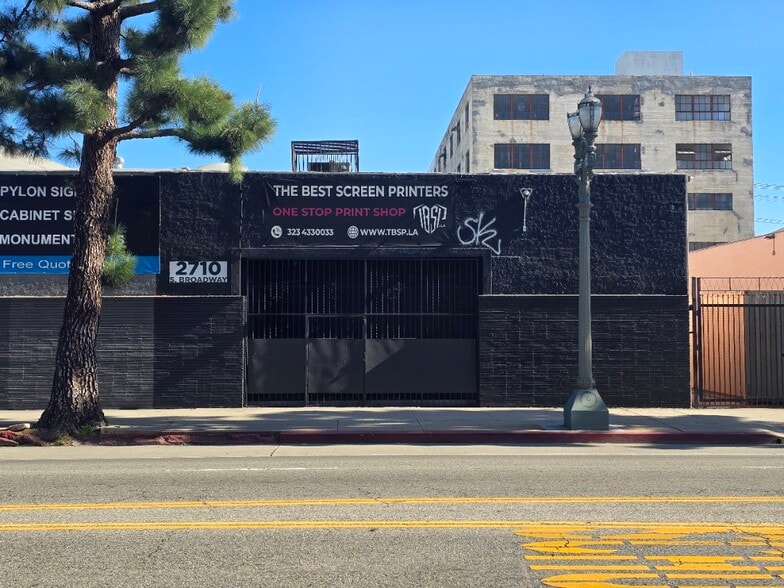 PYLON SIG
CABINET S
MONUMENT
Free Quo
THE BEST SCREEN PRINTERS
ONE STOP PRINT SHOP
TBSP
323 4330033 WWW.TBSP.LA
2710
S. BROADWAY